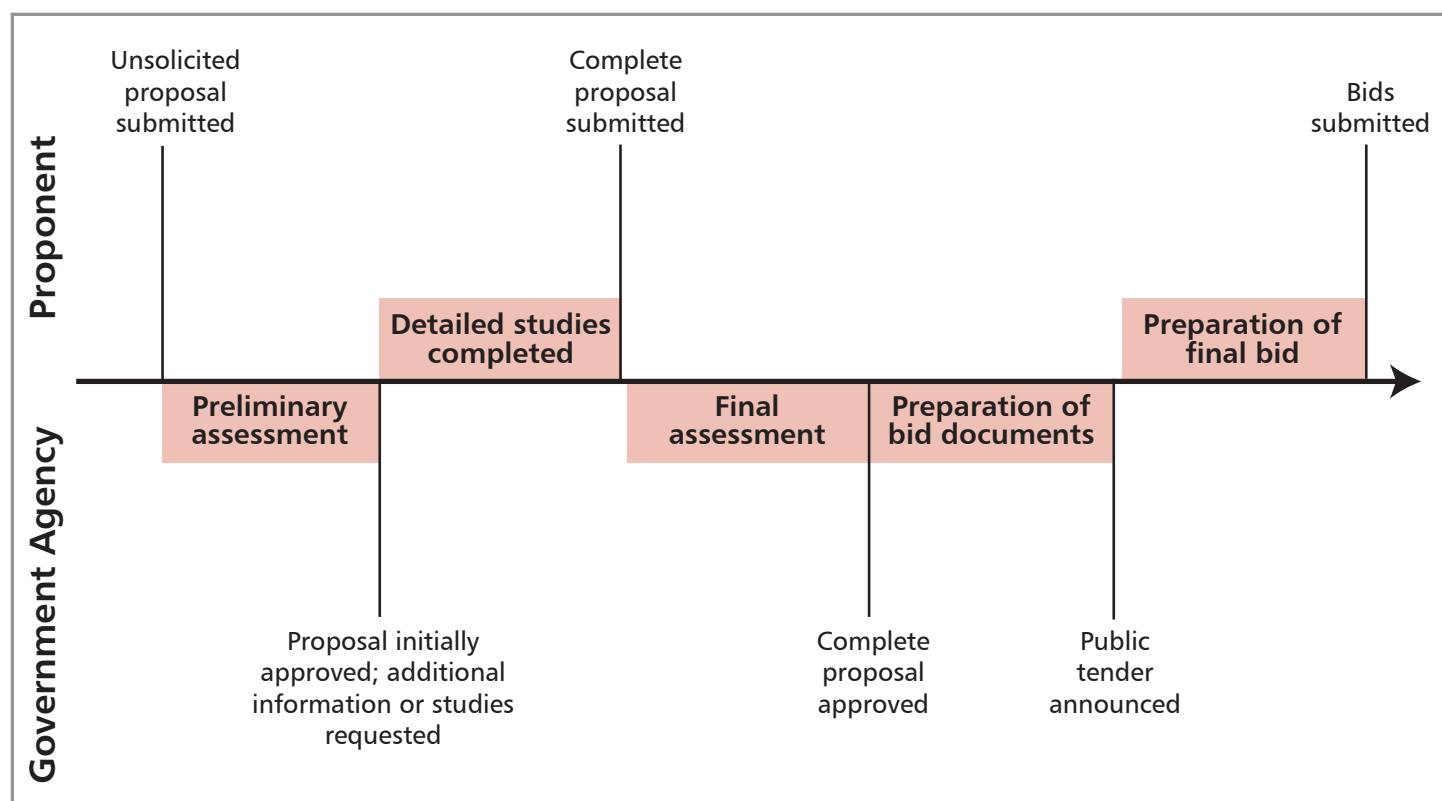 Proponent
Unsolicited
proposal
submitted
Complete
proposal
submitted
Bids
submitted
Detailed studies
completed
Preparation of
final bid
Government Agency
Preliminary
assessment
Final
assessment
Preparation of
bid documents
Proposal initially
approved; additional
information or studies
requested
Complete
proposal
approved
Public
tender
announced